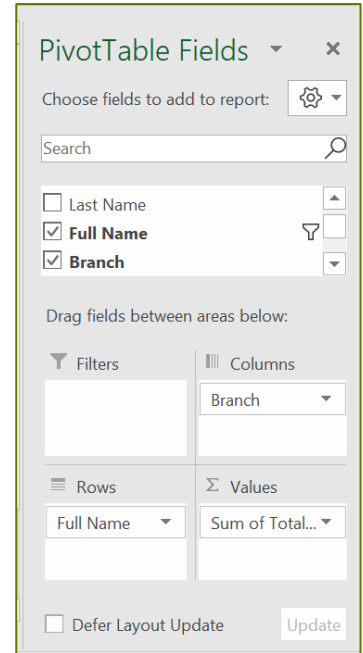 PivotTable Fields
Choose fields to add to report:
Search
Last Name
Full Name
Branch
Drag fields between areas below:
Filters
Columns
Branch
Rows
Σ Values
Full Name
Sum of Total...
Defer Layout Update
Update